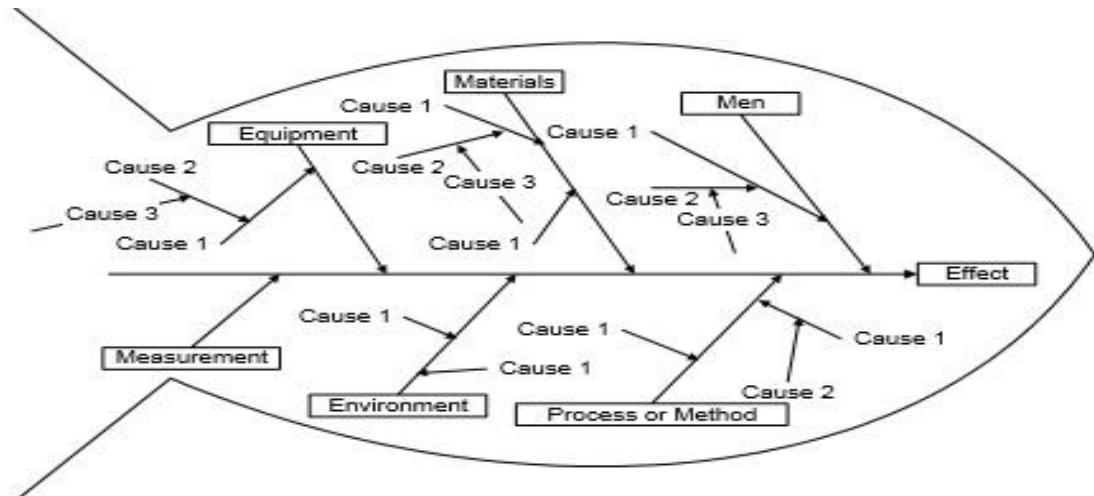 Materials
Cause 1
Men
Equipment
Cause 1
Cause 2
Cause 2
Cause 3
Cause 2
Cause 3
Cause 3
Cause 1
Cause 1
Effect
Cause 1
Cause 1
Cause 1
Measurement
Cause 1
Cause 2
Environment
Process or Method